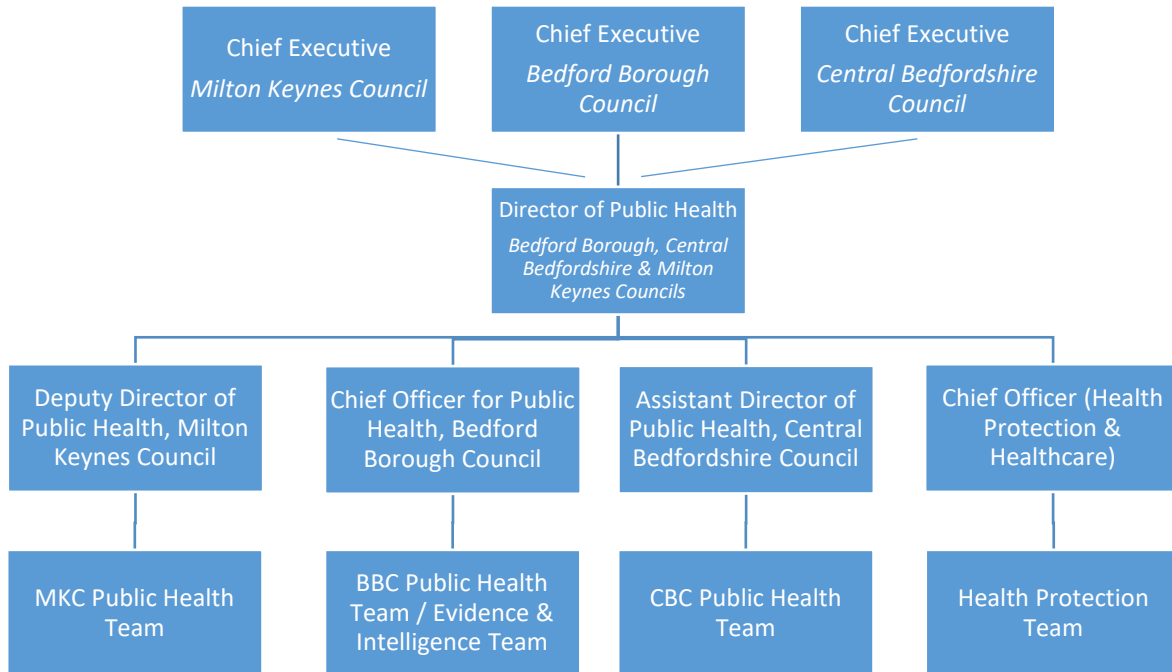 Chief Executive
Milton Keynes Council
Chief Executive
Bedford Borough
Council
Chief Executive
Central Bedfordshire
Council
Director of Public Health
Bedford Borough, Central
Bedfordshire & Milton
Keynes Councils
Deputy Director of
Public Health, Milton
Keynes Council
Chief Officer for Public
Health, Bedford
Borough Council
Assistant Director of
Public Health, Central
Bedfordshire Council
Chief Officer (Health
Protection &
Healthcare)
MKC Public Health
Team
BBC Public Health
Team / Evidence &
Intelligence Team
CBC Public Health
Team
Health Protection
Team